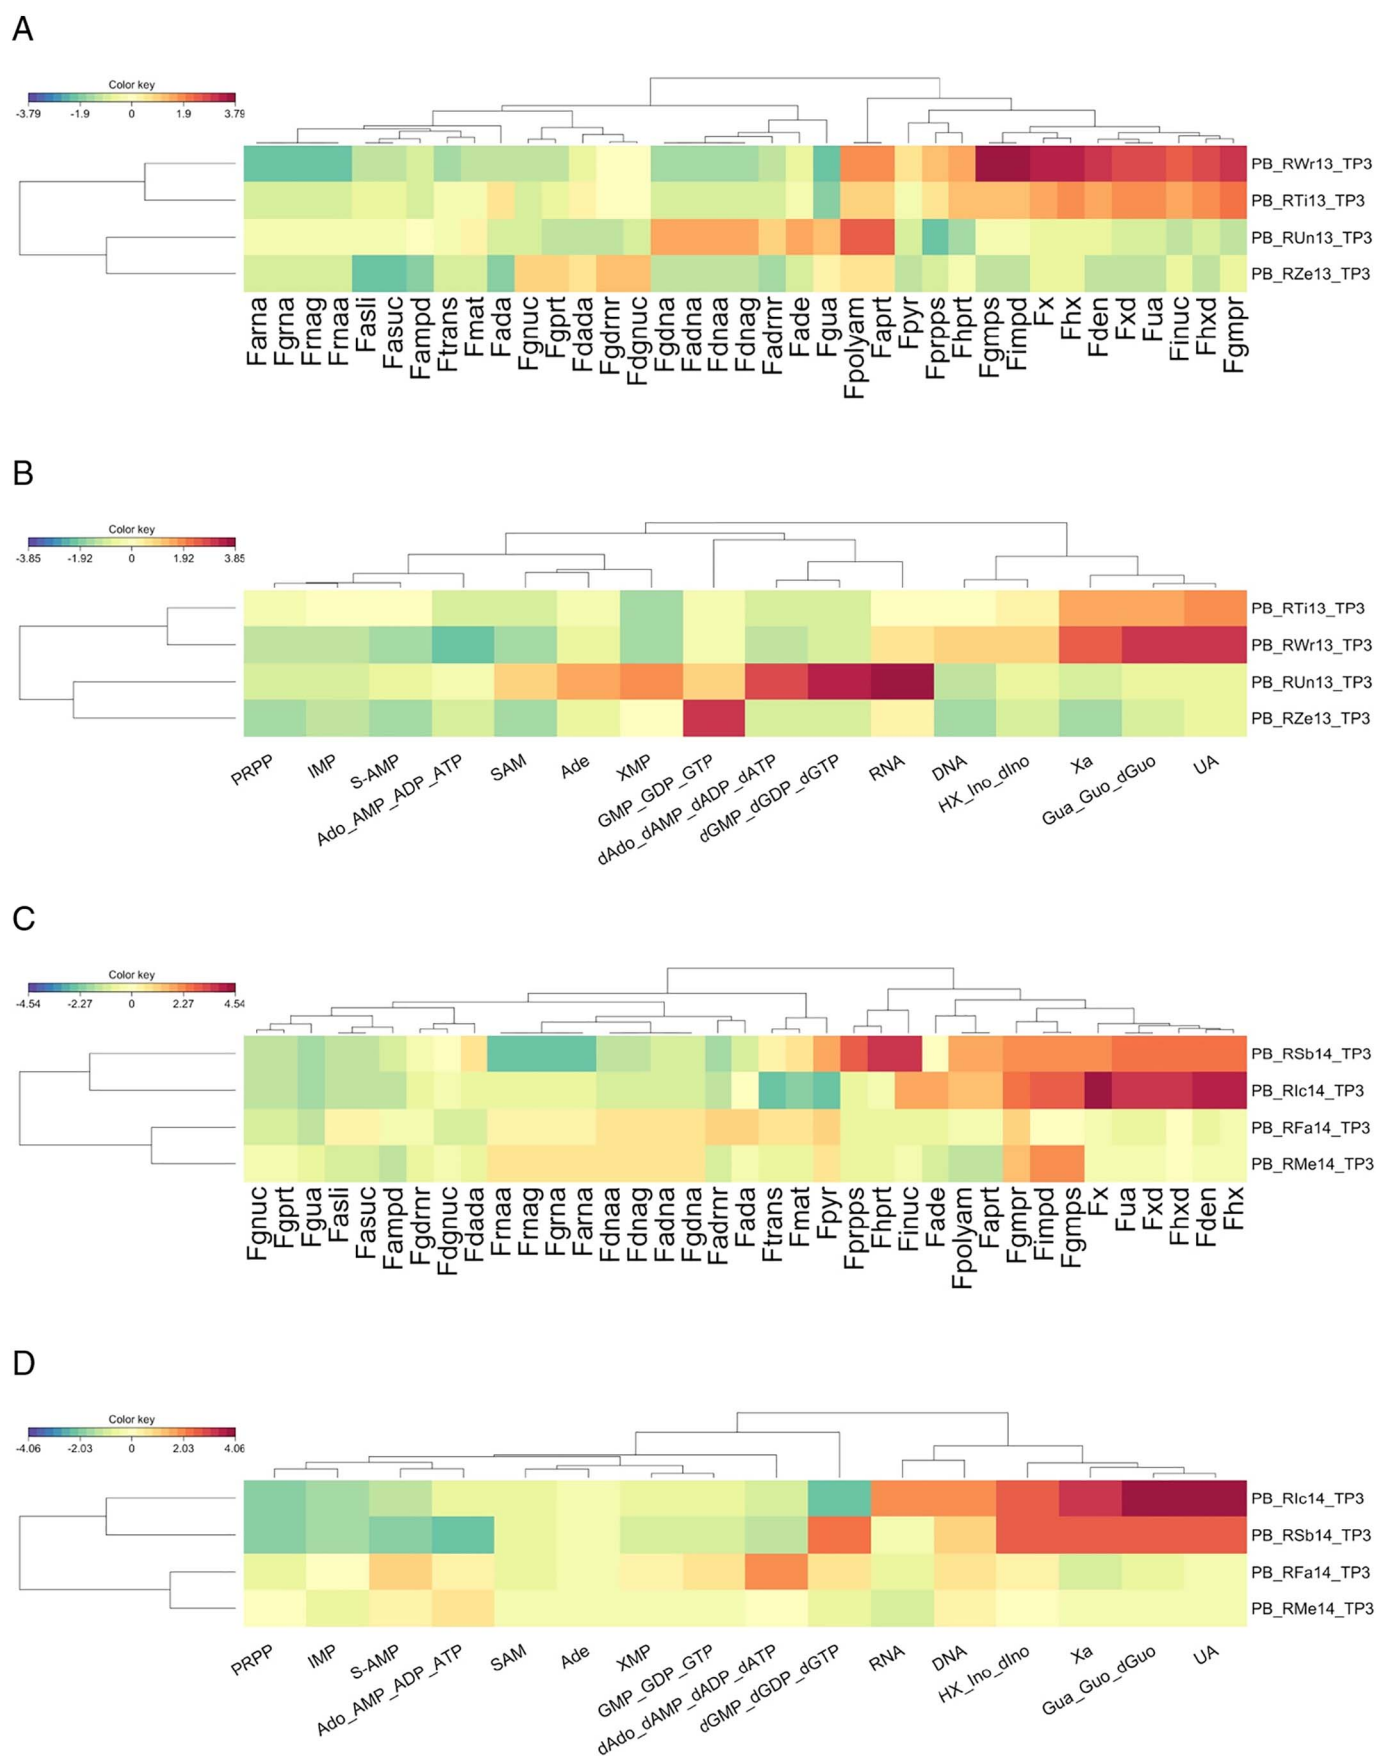 A
Color key
-3.79 -1.9 0 1.9 3.79
PB_RWr13_TP3
PB_RTi13_TP3
PB_RUn13_TP3
PB_RZe13_TP3
Farna Fgrna Frnag Frnaa Fasli Fasuc Fampd Ftrans Fmat Fada Fgnuc Fgprt Fdada Fgdrnr Fdgnuc Fgdna Fadna Fdnaa Fdnag Fadrnr Fade Fgua Fpolyam Faprt Fpyr Fprpps Fhprt Fgmps Fimpd Fx Fhx Fden Fxd Fua Finuc Fhxd Fgmpr
B
Color key
-3.85 -1.92 0 1.92 3.85
PB_RTi13_TP3
PB_RWr13_TP3
PB_RUn13_TP3
PB_RZe13_TP3
PRPP IMP S-AMP Ado_AMP_ADP_ATP SAM Ade XMP GMP_GDP_GTP dAdo_dAMP_dADP_dATP dGMP_dGDP_dGTP RNA DNA HX_Ino_dIno Xa Gua_Guo_dGuo UA
C
Color key
-4.54 -2.27 0 2.27 4.54
PB_RSb14_TP3
PB_RIc14_TP3
PB_RFa14_TP3
PB_RMe14_TP3
Fgnuc Fgprt Fgua Fasli Fasuc Fampd Fgdrnr Fdgnuc Fdada Frnaa Frnag Fgrna Farna Fdnaa Fdnag Fadna Fgdna Fadrnr Fada Ftrans Fmat Fpyr Fprpps Fhprt Finuc Fade Fpolyam Faprt Fgmpr Fimpd Fgmps Fx Fua Fxd Fhxd Fden Fhx
D
Color key
-4.06 -2.03 0 2.03 4.06
PB_RIc14_TP3
PB_RSb14_TP3
PB_RFa14_TP3
PB_RMe14_TP3
PRPP IMP S-AMP Ado_AMP_ADP_ATP SAM Ade XMP GMP_GDP_GTP dAdo_dAMP_dADP_dATP dGMP_dGDP_dGTP RNA DNA HX_Ino_dIno Xa Gua_Guo_dGuo UA